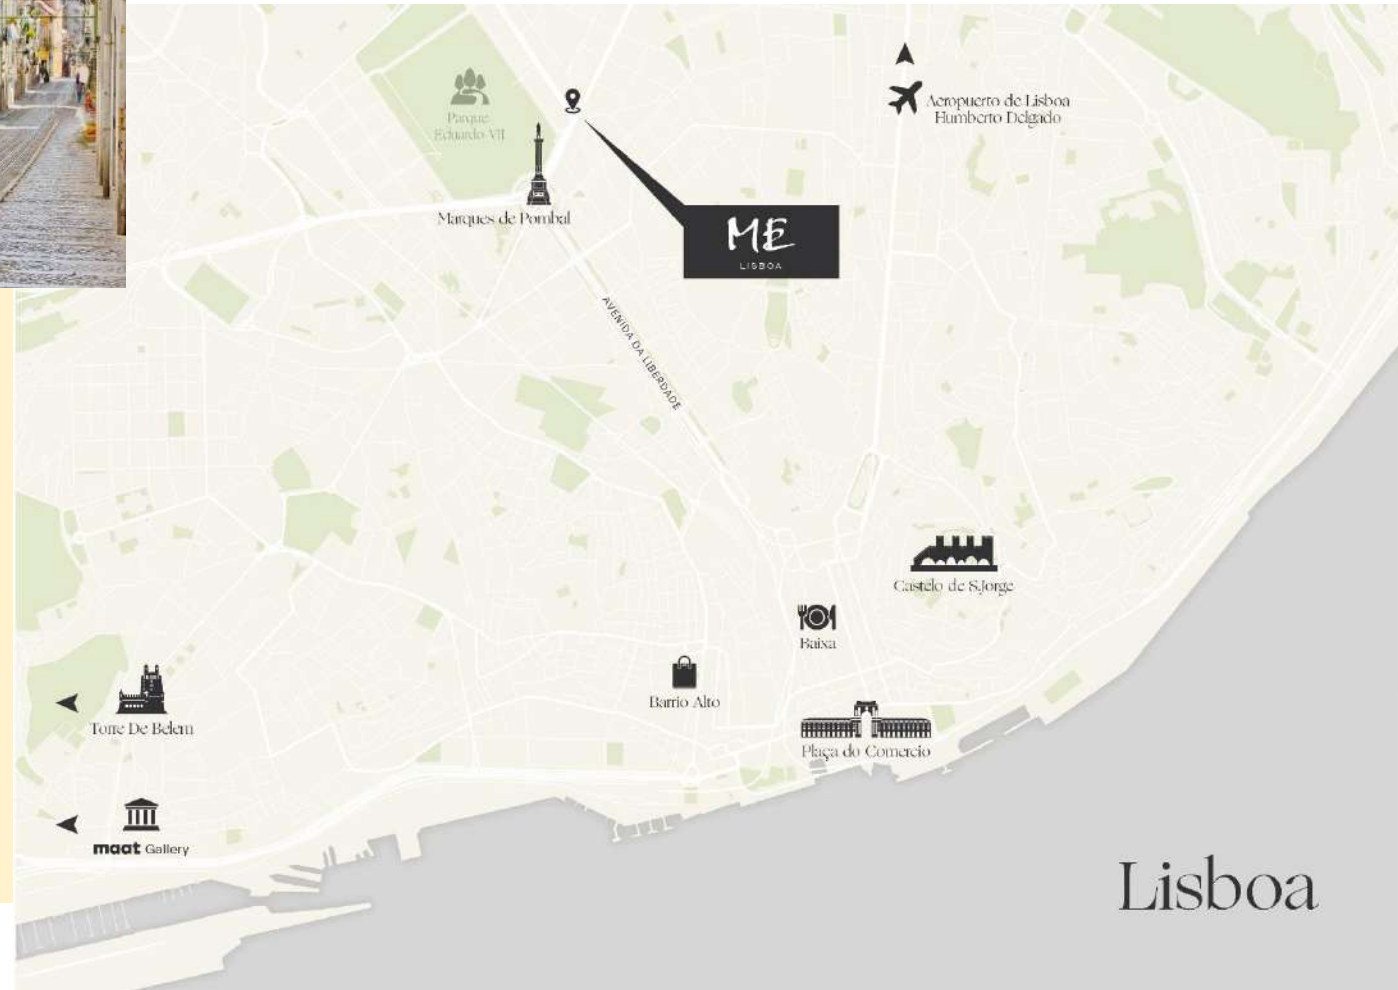 Aeropuerto de Lisboa
Humberto Delgado
Parque
Eduardo VII
Marques de Pombal
ME
LISBOA
AVENIDA DA LIBERDADE
Castelo de S.Jorge
Baixa
Barrio Alto
Torre De Belem
Plaça do Comercio
maat Gallery
Lisboa